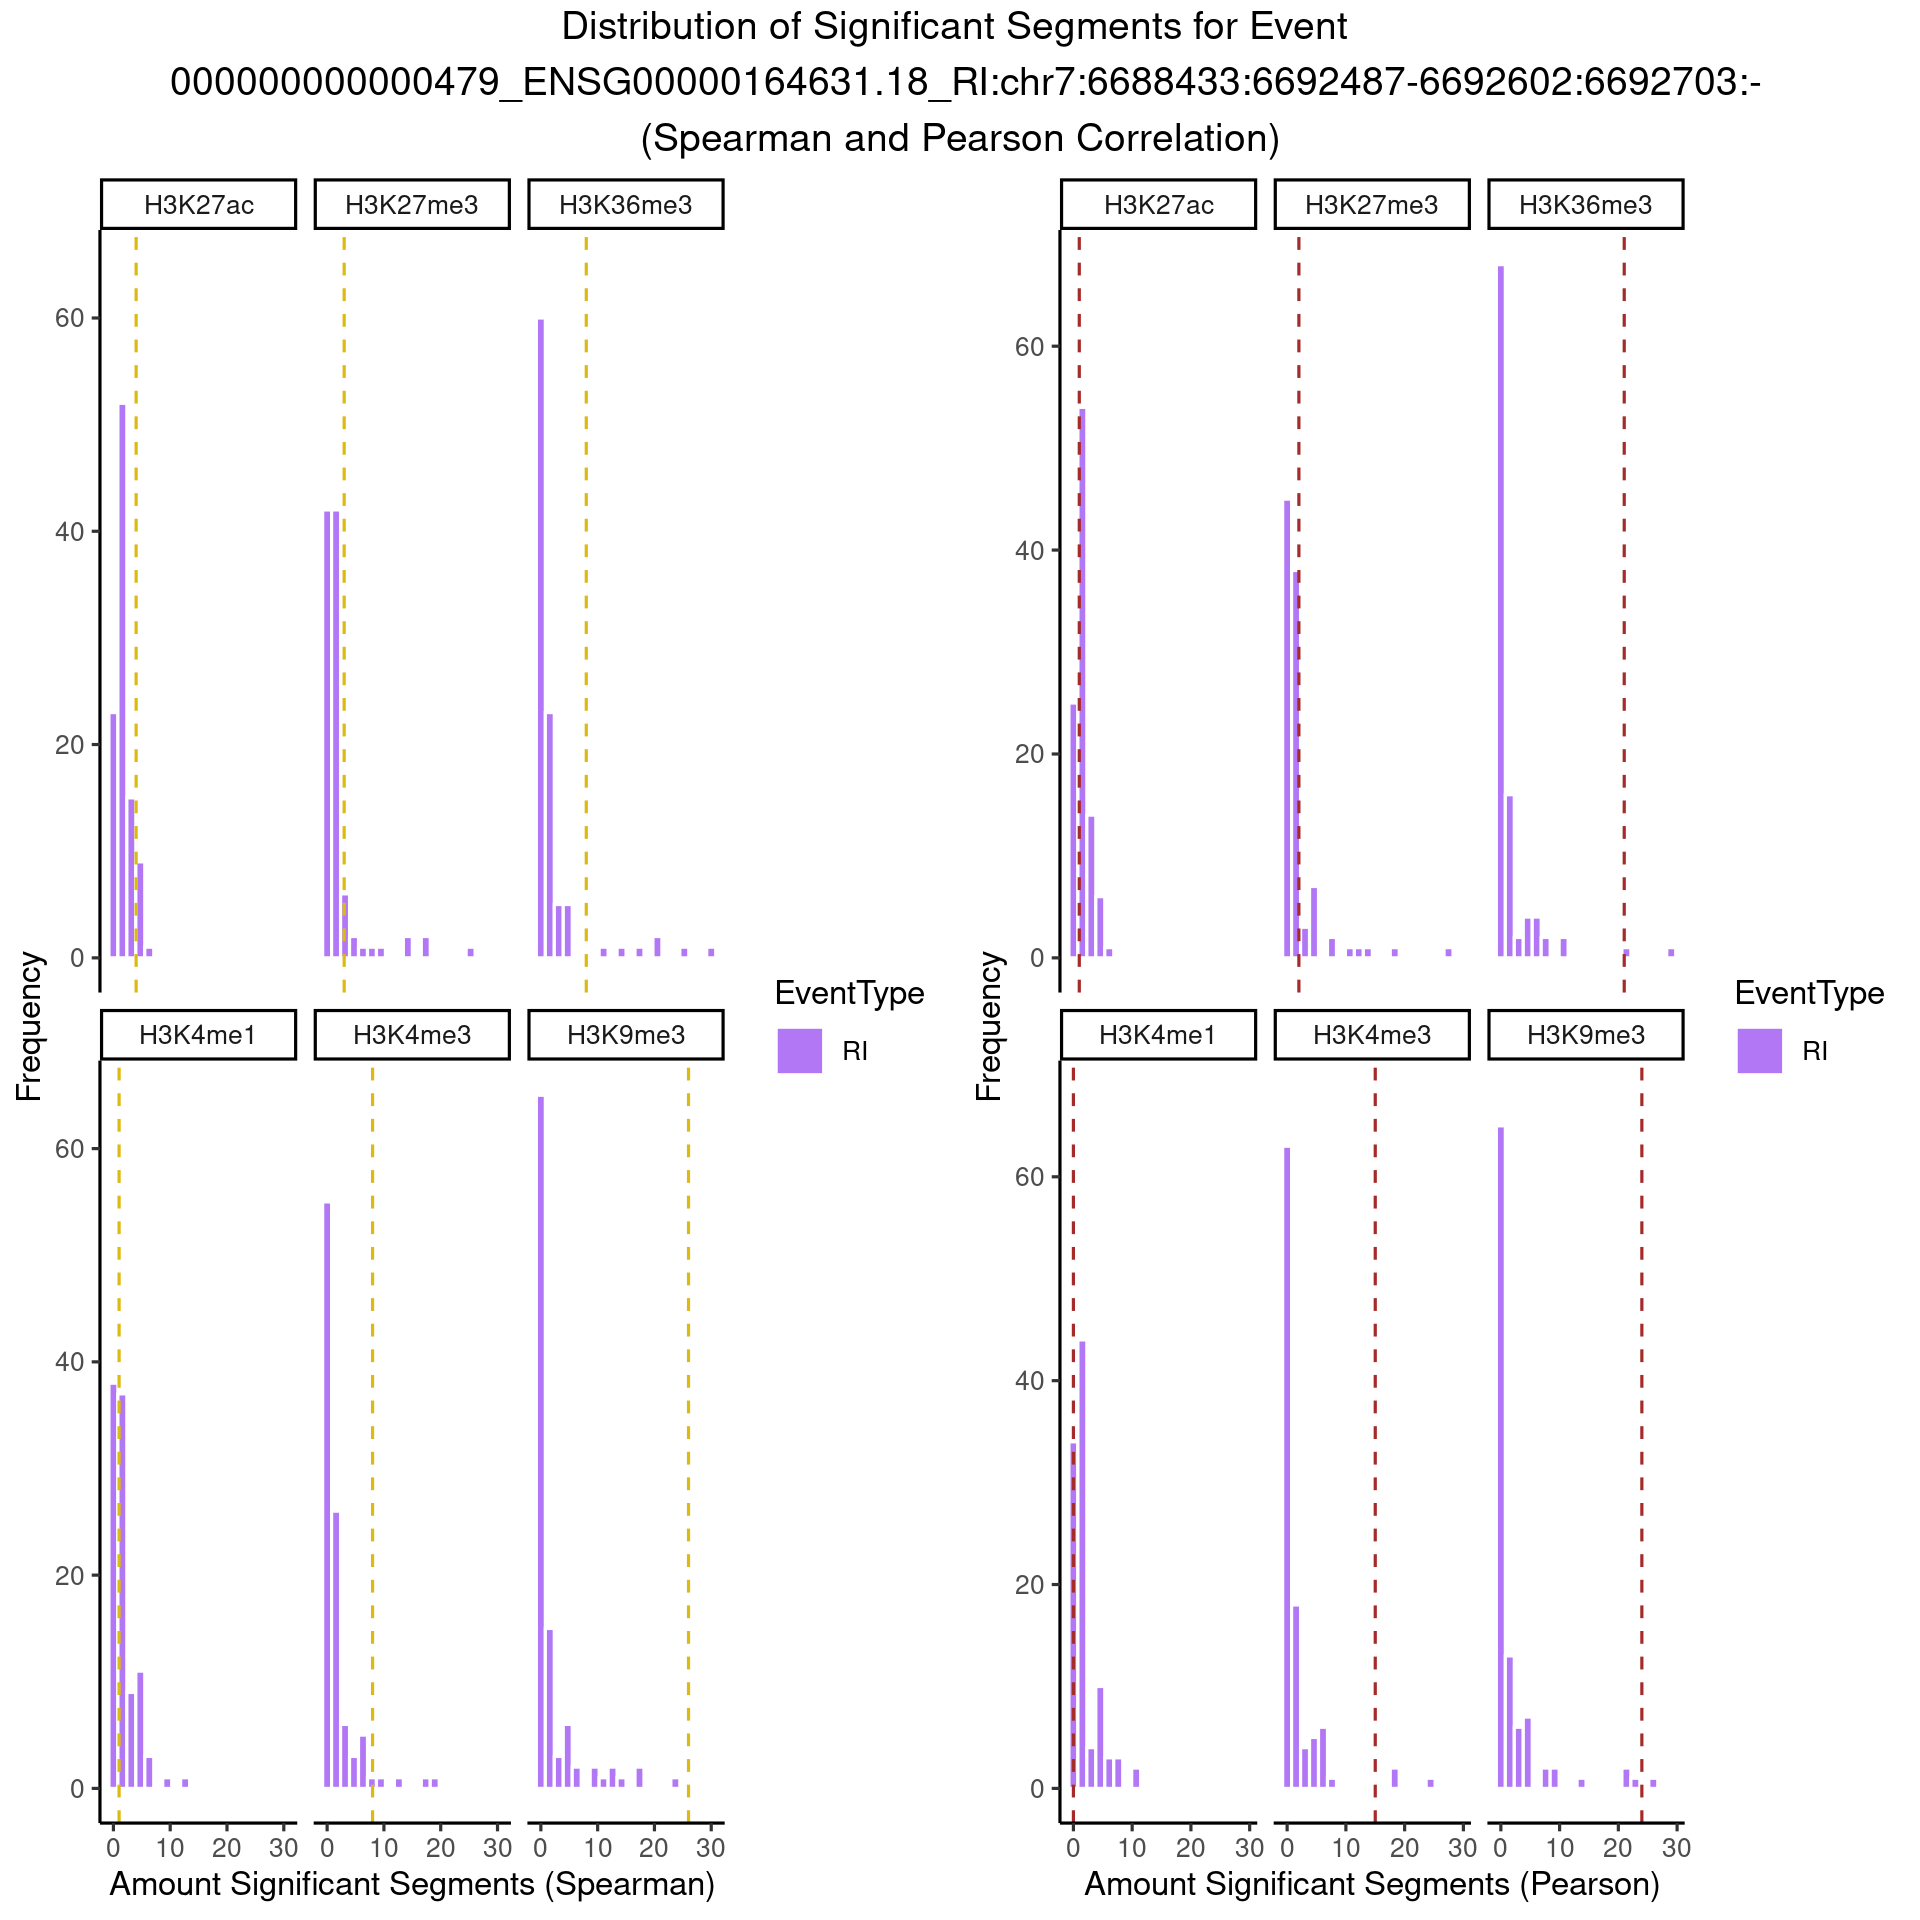 Distribution of Significant Segments for Event
000000000000479_ENSG00000164631.18_RI:chr7:6688433:6692487-6692602:6692703:-
(Spearman and Pearson Correlation)
H3K27ac H3K27me3 H3K36me3
60
40
20
0
H3K4me1 H3K4me3 H3K9me3
60
40
20
0
0 10 20 30 0 10 20 30 0 10 20 30
Frequency
Amount Significant Segments (Spearman)
EventType
RI
H3K27ac H3K27me3 H3K36me3
60
40
20
0
H3K4me1 H3K4me3 H3K9me3
60
40
20
0
0 10 20 30 0 10 20 30 0 10 20 30
Frequency
Amount Significant Segments (Pearson)
EventType
RI